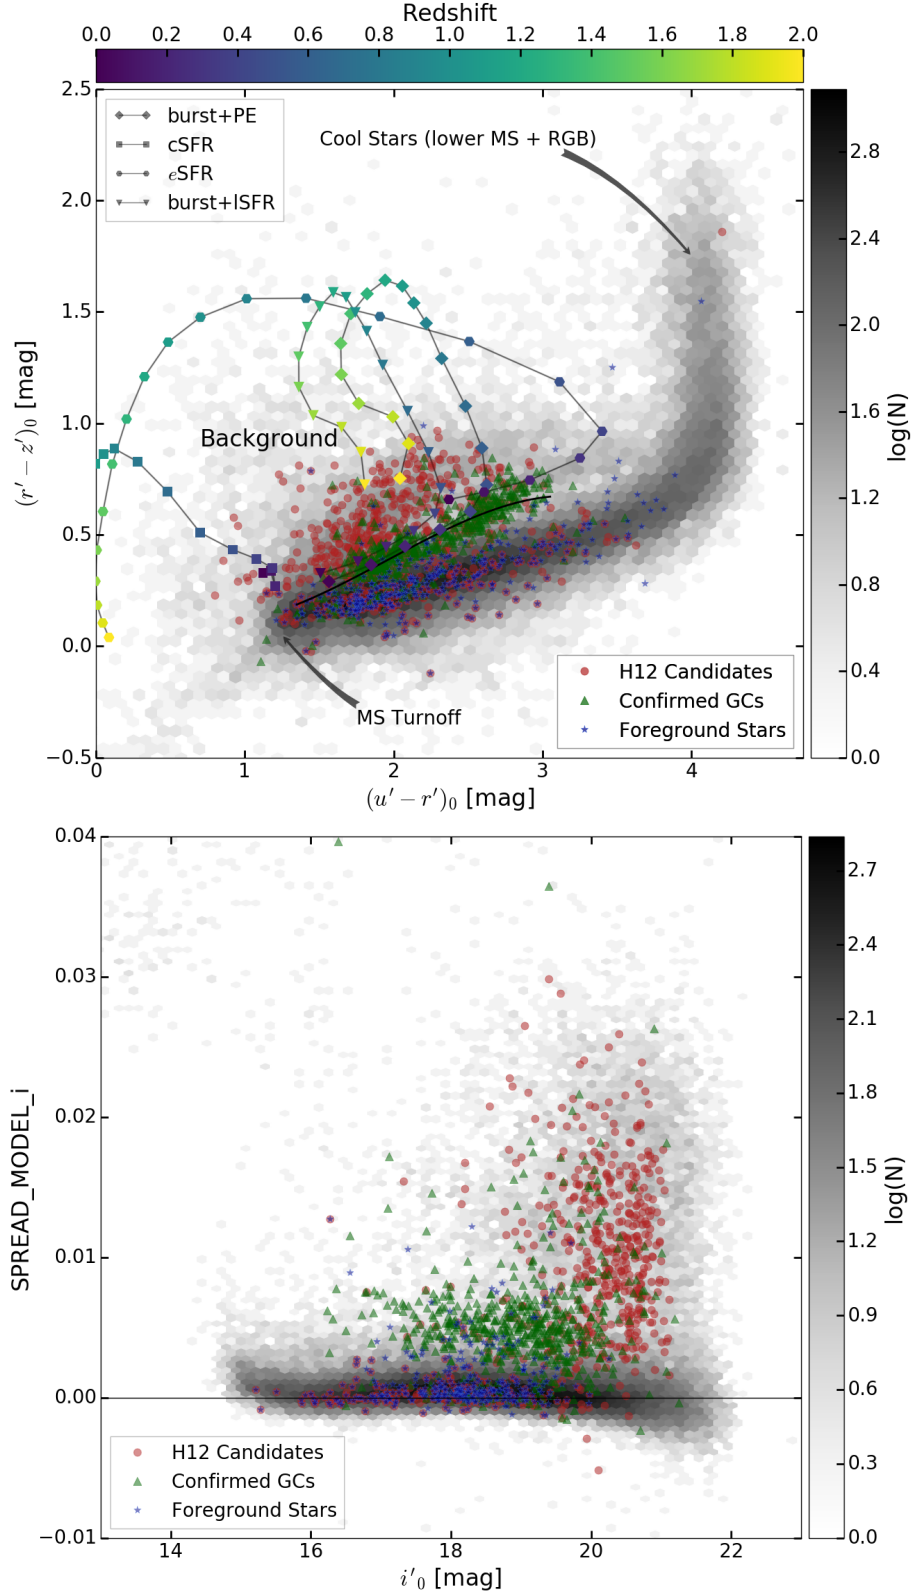 Redshift
0.0 0.2 0.4 0.6 0.8 1.0 1.2 1.4 1.6 1.8 2.0
2.5
2.0
1.5
1.0
0.5
0.0
−0.5
(r′ − z′)₀ [mag]
burst+PE
cSFR
eSFR
burst+lSFR
Cool Stars (lower MS + RGB)
Background
MS Turnoff
H12 Candidates
Confirmed GCs
Foreground Stars
0 1 2 3 4
(u′ − r′)₀ [mag]
2.8
2.4
2.0
1.6
1.2
0.8
0.4
0.0
log(N)
0.04
0.03
0.02
0.01
0.00
−0.01
SPREAD_MODEL_i
H12 Candidates
Confirmed GCs
Foreground Stars
14 16 18 20 22
i′₀ [mag]
2.7
2.4
2.1
1.8
1.5
1.2
0.9
0.6
0.3
0.0
log(N)